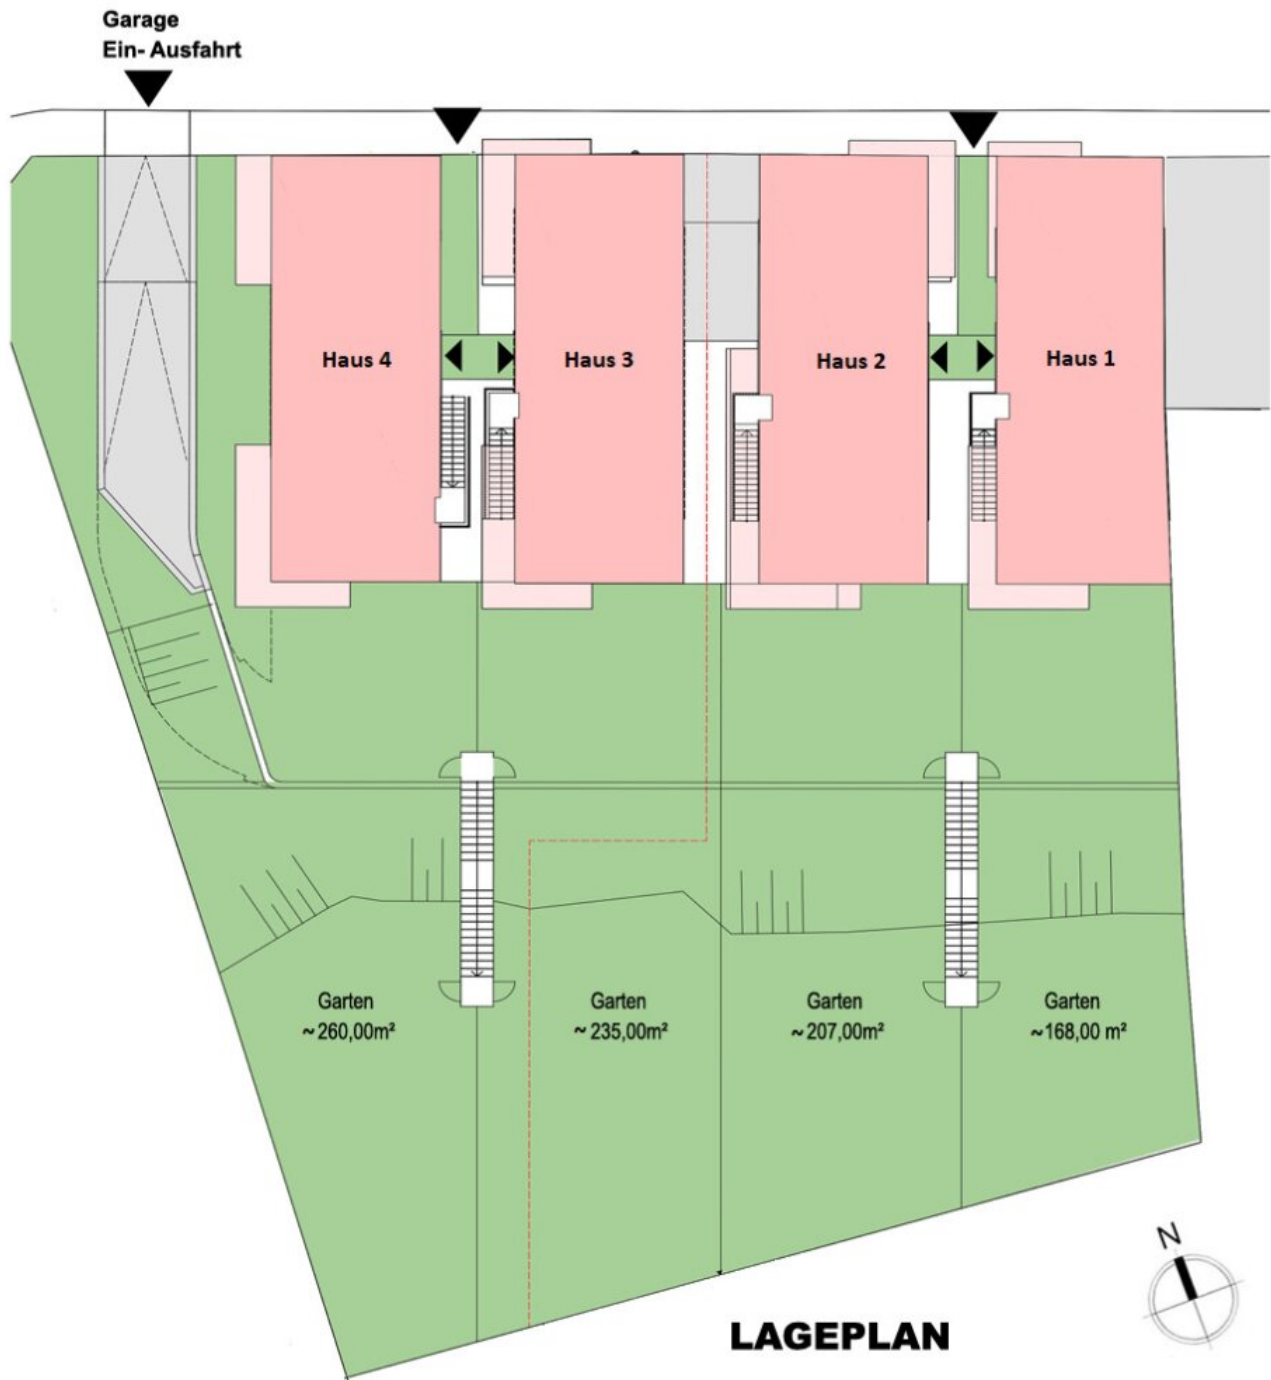 Garage
Ein- Ausfahrt
Haus 4
Haus 3
Haus 2
Haus 1
Garten
~260,00m²
Garten
~235,00m²
Garten
~207,00m²
Garten
~168,00 m²
N
LAGEPLAN